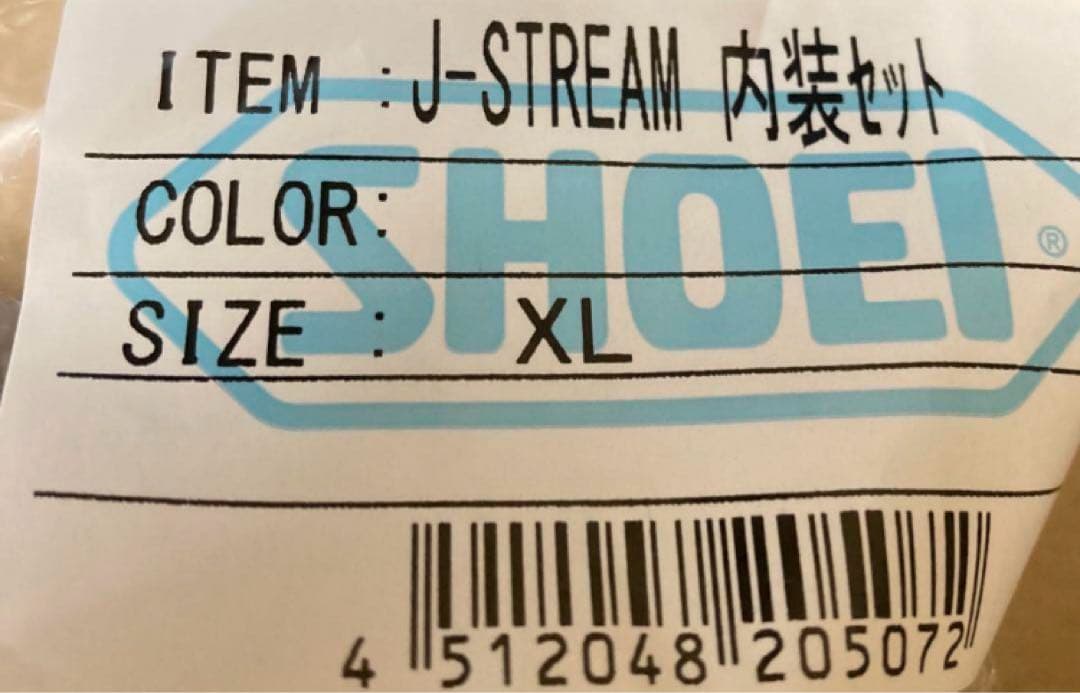 ITEM : J-STREAM 内装ｾｯﾄ
SHOEI ®
COLOR:
SIZE : XL
4 512048 205072